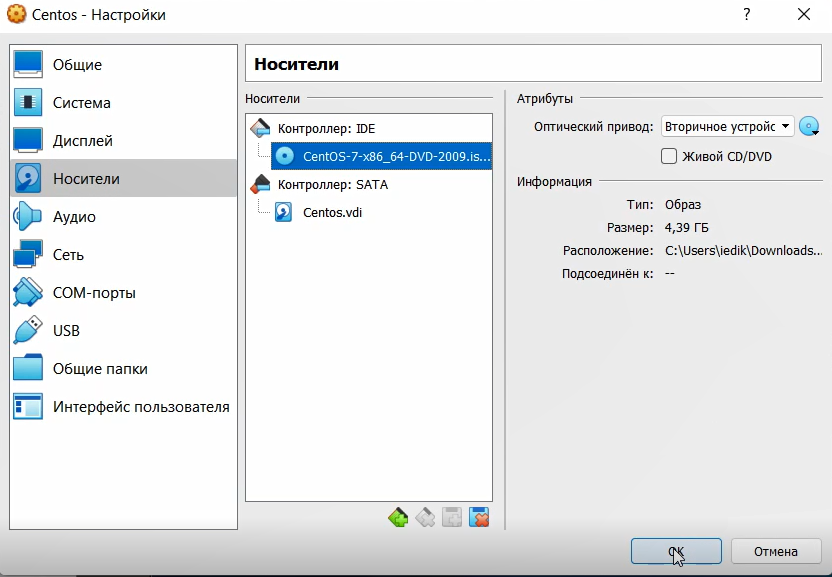 Centos - Настройки
?
Общие
Система
Дисплей
Носители
Аудио
Сеть
COM-порты
USB
Общие папки
Интерфейс пользователя
Носители
Носители
Контроллер: IDE
CentOS-7-x86_64-DVD-2009.is...
Контроллер: SATA
Centos.vdi
Атрибуты
Оптический привод: Вторичное устройс
Живой CD/DVD
Информация
Тип: Образ
Размер: 4,39 ГБ
Расположение: C:\Users\iedik\Downloads...
Подсоединён к: --
OK
Отмена